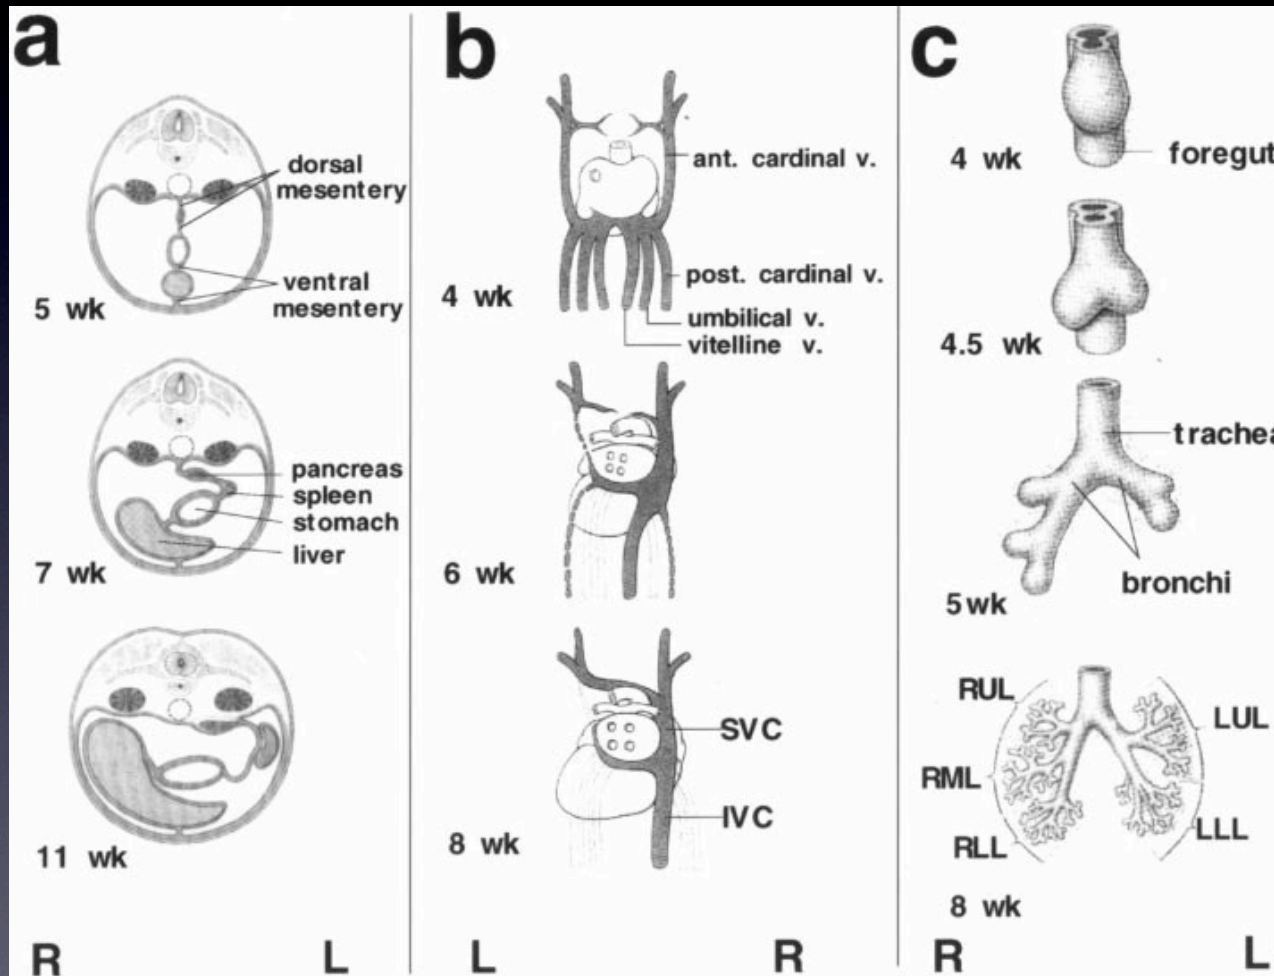 a
dorsal
mesentery
ventral
mesentery
5 wk
pancreas
spleen
stomach
liver
7 wk
11 wk
R
L
b
ant. cardinal v.
post. cardinal v.
4 wk
umbilical v.
vitelline v.
6 wk
SVC
IVC
8 wk
L
R
c
4 wk
foregut
4.5 wk
trachea
bronchi
5wk
RUL
LUL
RML
LLL
RLL
8 wk
R
L